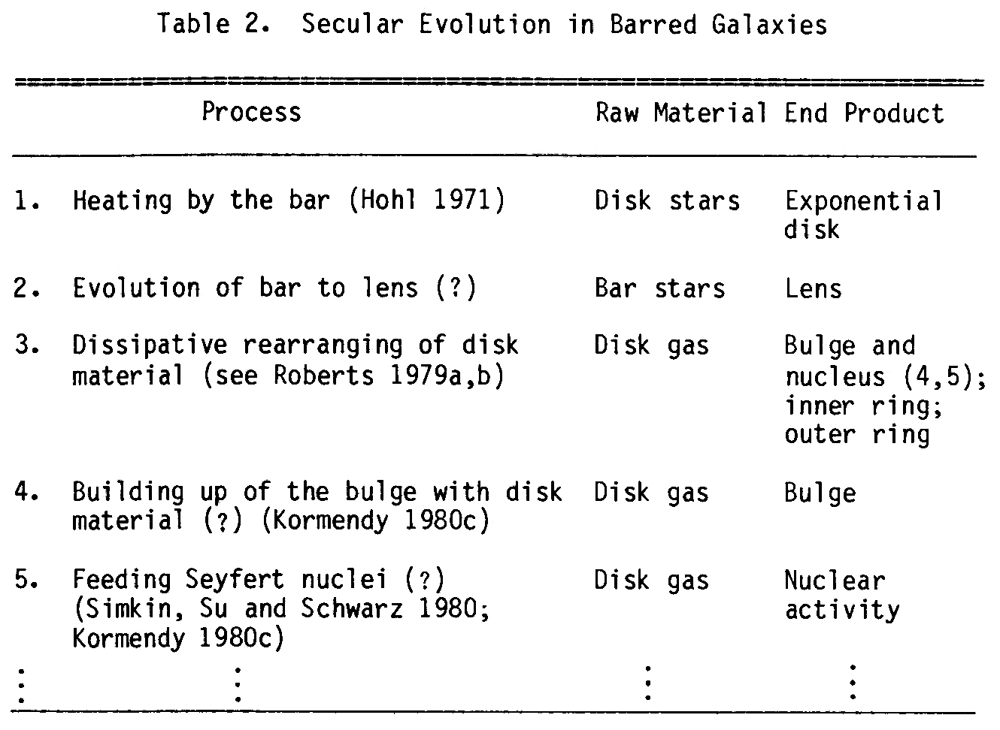 Table 2. Secular Evolution in Barred Galaxies
Process Raw Material End Product
1. Heating by the bar (Hohl 1971) Disk stars Exponential
disk
2. Evolution of bar to lens (?) Bar stars Lens
3. Dissipative rearranging of disk Disk gas Bulge and
material (see Roberts 1979a,b) nucleus (4,5);
inner ring;
outer ring
4. Building up of the bulge with disk Disk gas Bulge
material (?) (Kormendy 1980c)
5. Feeding Seyfert nuclei (?) Disk gas Nuclear
(Simkin, Su and Schwarz 1980; activity
Kormendy 1980c)